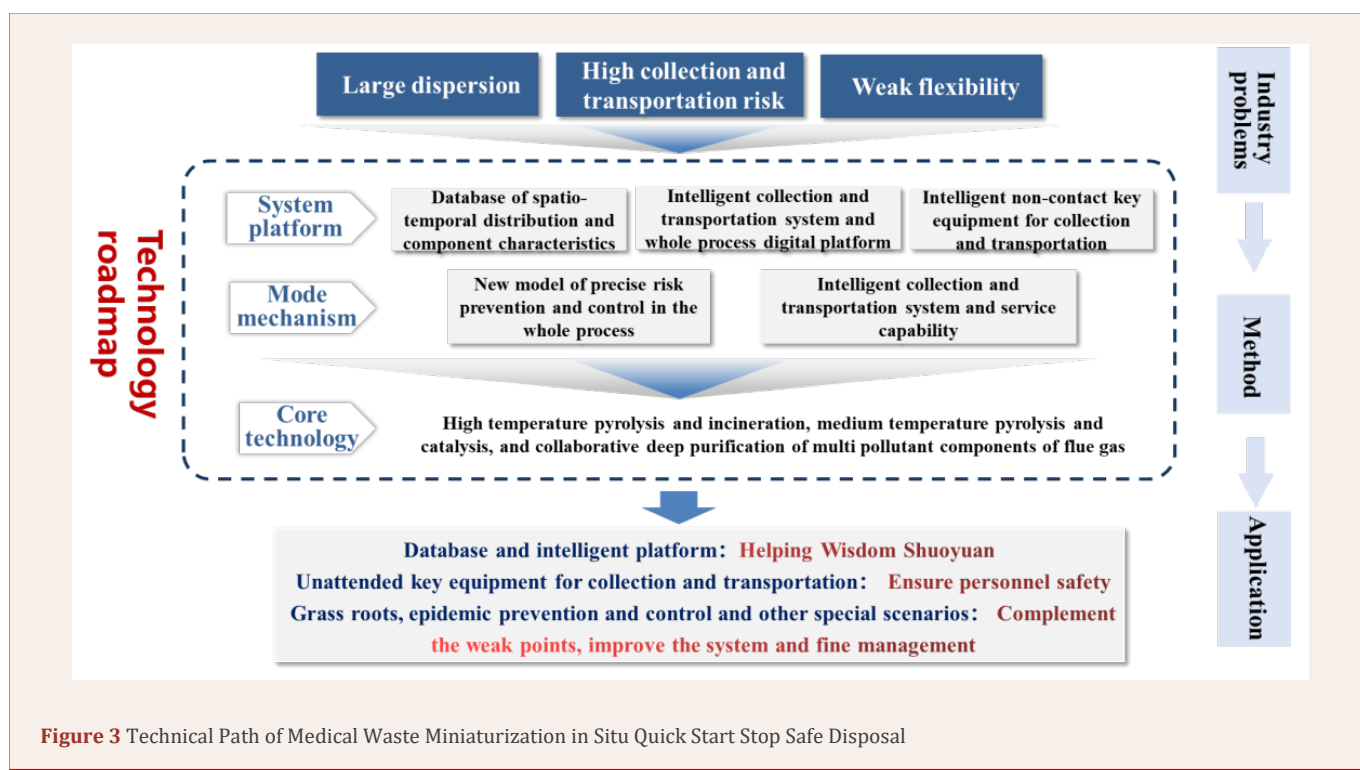 Large dispersion
High collection and
transportation risk
Weak flexibility
Industry
problems
Technology
roadmap
System
platform
Database of spatio-
temporal distribution and
component characteristics
Intelligent collection and
transportation system and
whole process digital platform
Intelligent non-contact key
equipment for collection
and transportation
Mode
mechanism
New model of precise risk
prevention and control in the
whole process
Intelligent collection and
transportation system and service
capability
Method
Core
technology
High temperature pyrolysis and incineration, medium temperature pyrolysis and
catalysis, and collaborative deep purification of multi pollutant components of flue gas
Database and intelligent platform: Helping Wisdom Shuoyuan
Unattended key equipment for collection and transportation: Ensure personnel safety
Grass roots, epidemic prevention and control and other special scenarios: Complement
the weak points, improve the system and fine management
Application
Figure 3 Technical Path of Medical Waste Miniaturization in Situ Quick Start Stop Safe Disposal